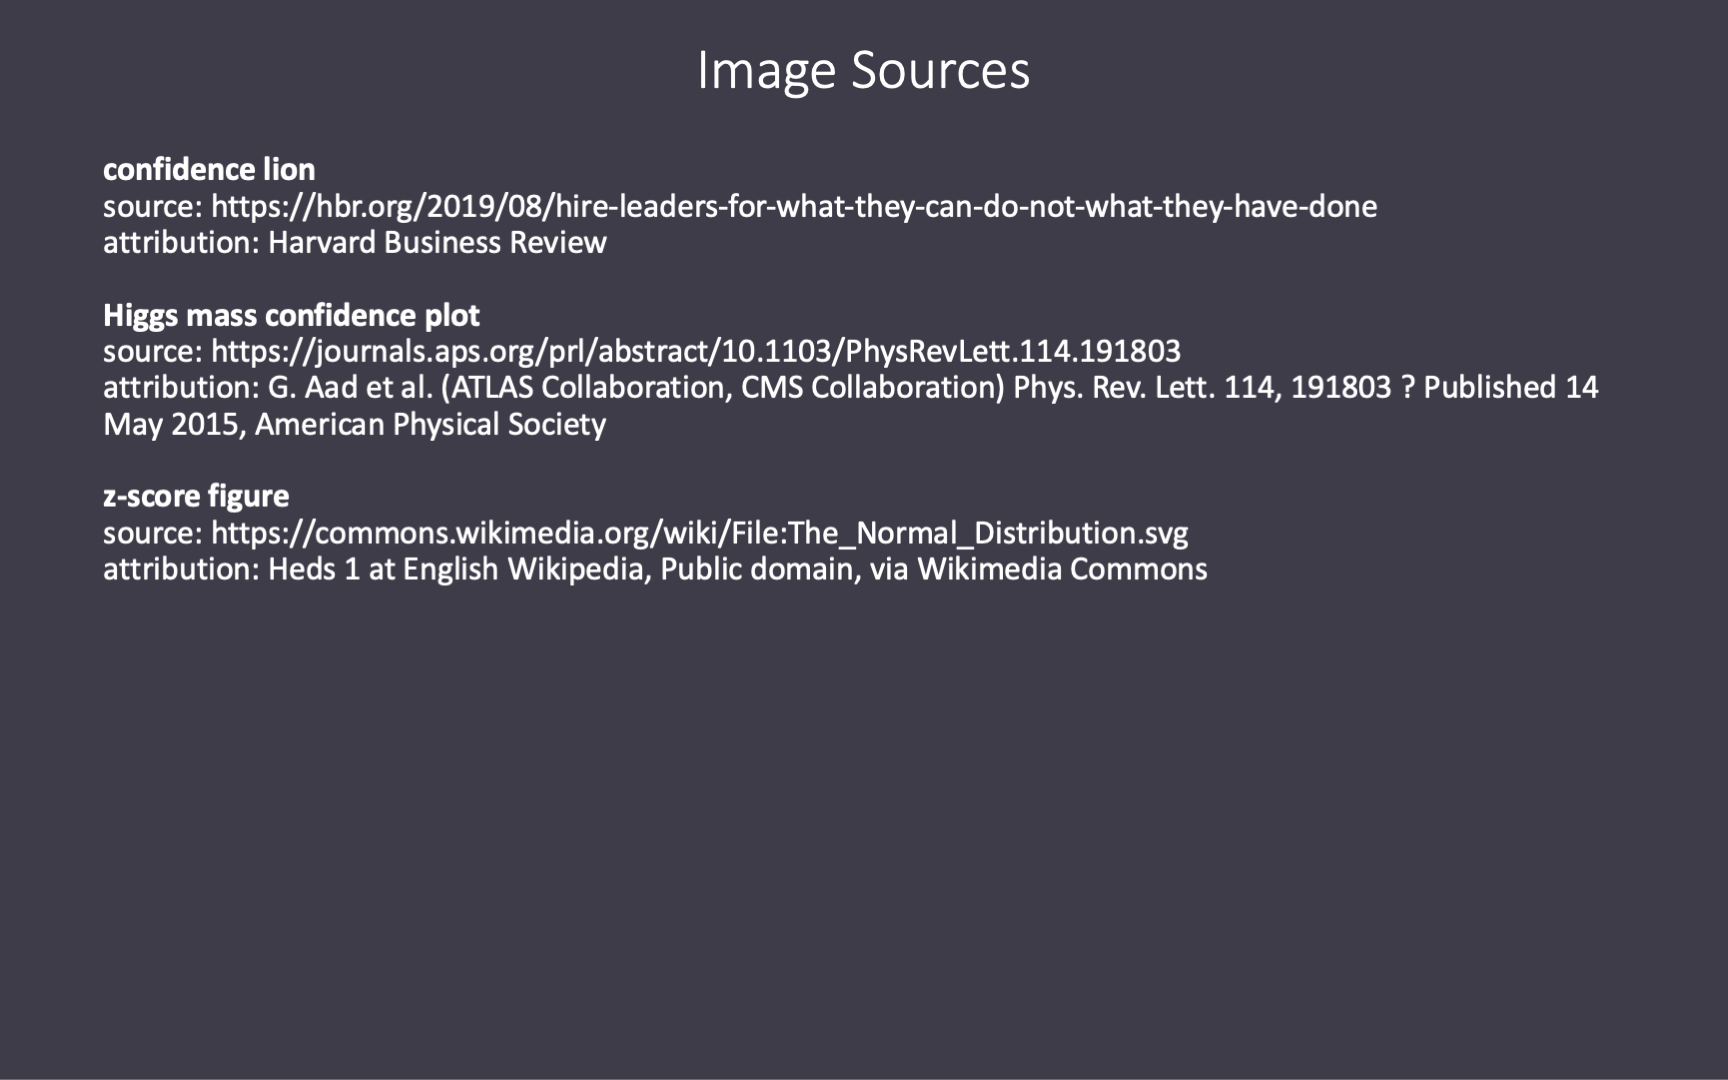 Image Sources
confidence lion
source: https://hbr.org/2019/08/hire-leaders-for-what-they-can-do-not-what-they-have-done
attribution: Harvard Business Review
Higgs mass confidence plot
source: https://journals.aps.org/prl/abstract/10.1103/PhysRevLett.114.191803
attribution: G. Aad et al. (ATLAS Collaboration, CMS Collaboration) Phys. Rev. Lett. 114, 191803 ? Published 14
May 2015, American Physical Society
z-score figure
source: https://commons.wikimedia.org/wiki/File:The_Normal_Distribution.svg
attribution: Heds 1 at English Wikipedia, Public domain, via Wikimedia Commons